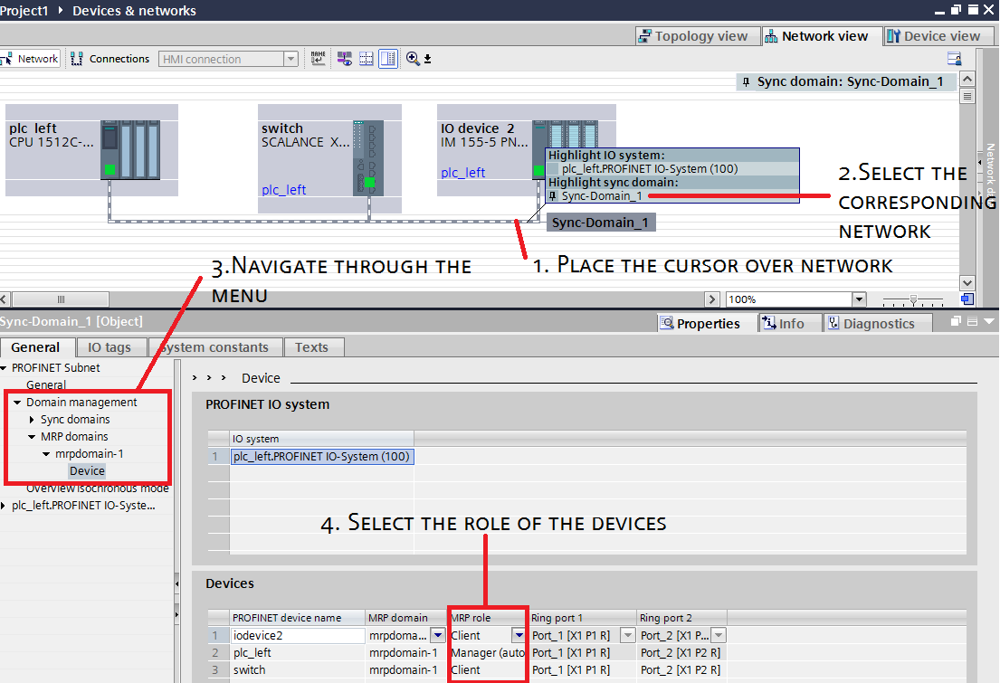 Project1 ▸ Devices & networks
Topology view
Network view
Device view
Network
Connections
HMI connection
NAME
Sync domain: Sync-Domain_1
plc_left
CPU 1512C-...
switch
SCALANCE X...
plc_left
IO device_2
IM 155-5 PN...
plc_left
Highlight IO system:
plc_left.PROFINET IO-System (100)
Highlight sync domain:
Sync-Domain_1
Sync-Domain_1
2.Select the
corresponding
network
1. Place the cursor over network
3.Navigate through the
menu
100%
Sync-Domain_1 [Object]
Properties
Info
Diagnostics
General
IO tags
System constants
Texts
PROFINET Subnet
General
Domain management
Sync domains
MRP domains
mrpdomain-1
Device
Overview isochronous mode
plc_left.PROFINET IO-Syste...
> > > Device
PROFINET IO system
IO system
1 plc_left.PROFINET IO-System (100)
4. Select the role of the devices
Devices
PROFINET device name MRP domain MRP role Ring port 1 Ring port 2
1 iodevice2 mrpdoma... Client Port_1 [X1 P1 R] Port_2 [X1 P...
2 plc_left mrpdomain-1 Manager (auto Port_1 [X1 P1 R] Port_2 [X1 P2 R]
3 switch mrpdomain-1 Client Port_1 [X1 P1 R] Port_2 [X1 P2 R]